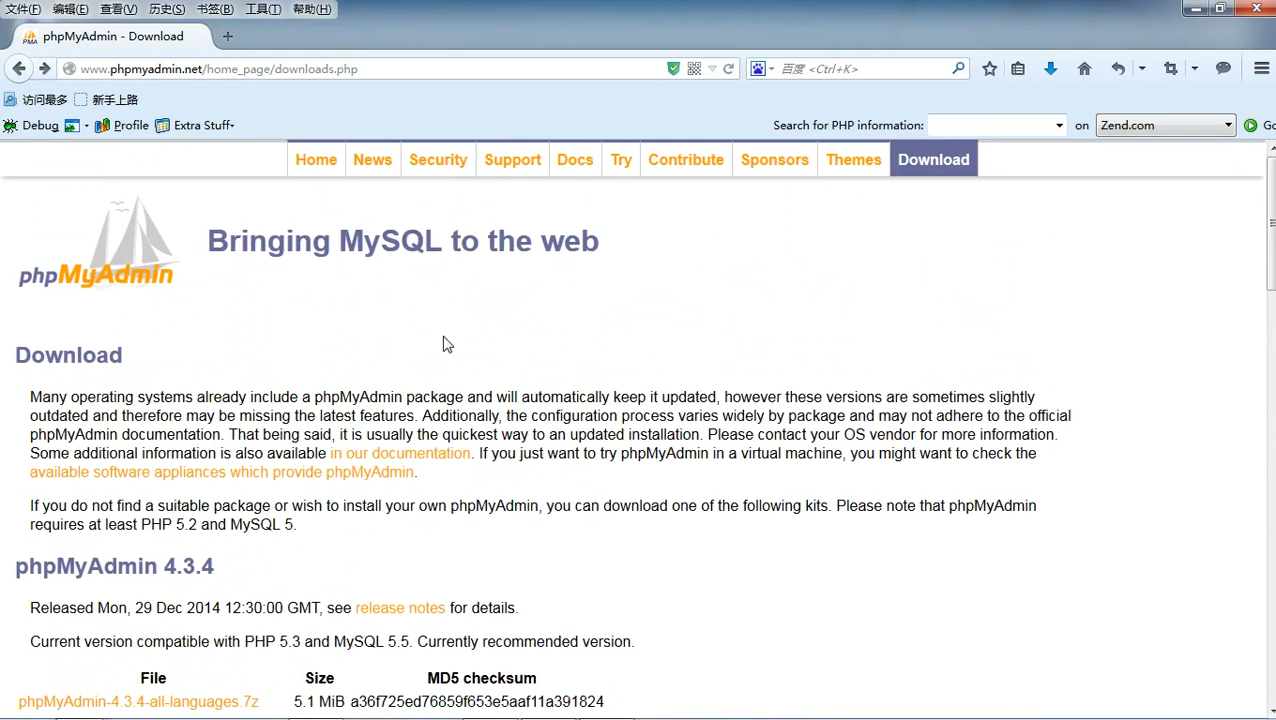 文件(F) 编辑(E) 查看(V) 历史(S) 书签(B) 工具(T) 帮助(H)
phpMyAdmin - Download
www.phpmyadmin.net/home_page/downloads.php
百度 <Ctrl+K>
访问最多 新手上路
Debug Profile Extra Stuff
Search for PHP information: on Zend.com Go
Home News Security Support Docs Try Contribute Sponsors Themes Download
phpMyAdmin
Bringing MySQL to the web
Download
Many operating systems already include a phpMyAdmin package and will automatically keep it updated, however these versions are sometimes slightly
outdated and therefore may be missing the latest features. Additionally, the configuration process varies widely by package and may not adhere to the official
phpMyAdmin documentation. That being said, it is usually the quickest way to an updated installation. Please contact your OS vendor for more information.
Some additional information is also available in our documentation. If you just want to try phpMyAdmin in a virtual machine, you might want to check the
available software appliances which provide phpMyAdmin.
If you do not find a suitable package or wish to install your own phpMyAdmin, you can download one of the following kits. Please note that phpMyAdmin
requires at least PHP 5.2 and MySQL 5.
phpMyAdmin 4.3.4
Released Mon, 29 Dec 2014 12:30:00 GMT, see release notes for details.
Current version compatible with PHP 5.3 and MySQL 5.5. Currently recommended version.
File Size MD5 checksum
phpMyAdmin-4.3.4-all-languages.7z 5.1 MiB a36f725ed76859f653e5aaf11a391824